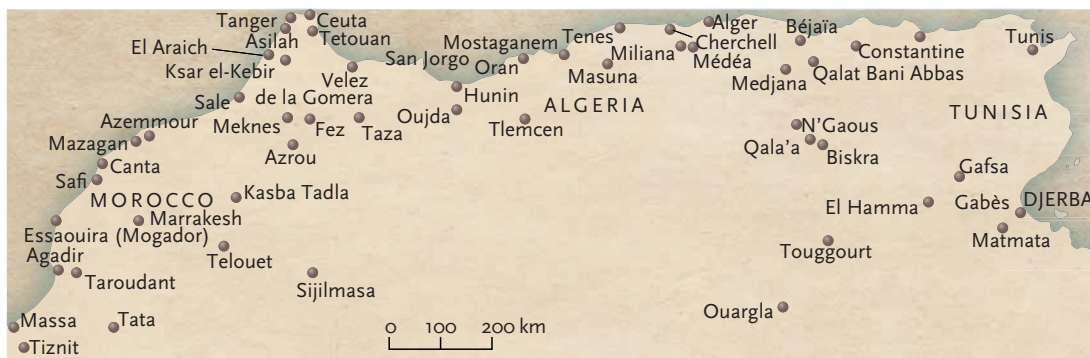 Tanger
Ceuta
Tetouan
Asilah
El Araich
Ksar el-Kebir
Velez
de la Gomera
San Jorgo
Mostaganem
Oran
Tenes
Miliana
Masuna
Alger
Cherchell
Médéa
Béjaïa
Constantine
Medjana
Qalat Bani Abbas
Tunis
Sale
Meknes
Fez
Taza
Oujda
Hunin
ALGERIA
Tlemcen
TUNISIA
Azemmour
Mazagan
Azrou
N'Gaous
Qal'a
Biskra
Canta
Safi
Gafsa
MOROCCO
Kasba Tadla
Marrakesh
El Hamma
Gabès
DJERBA
Essaouira (Mogador)
Matmata
Agadir
Telouet
Touggourt
Taroudant
Sijilmasa
Ouargla
Massa
Tata
Tiznit
0 100 200 km